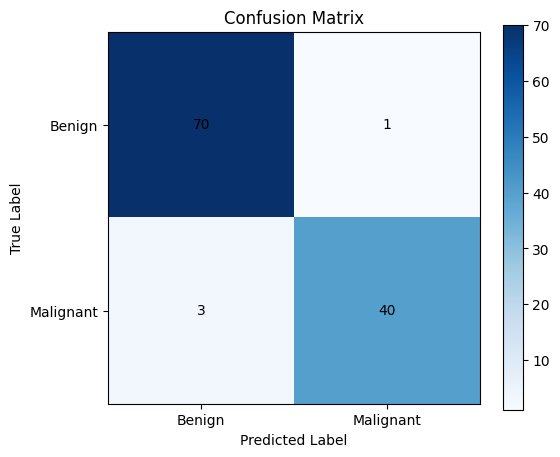 Confusion Matrix
True Label
Benign
Malignant
70
1
3
40
Benign
Malignant
Predicted Label
70
60
50
40
30
20
10